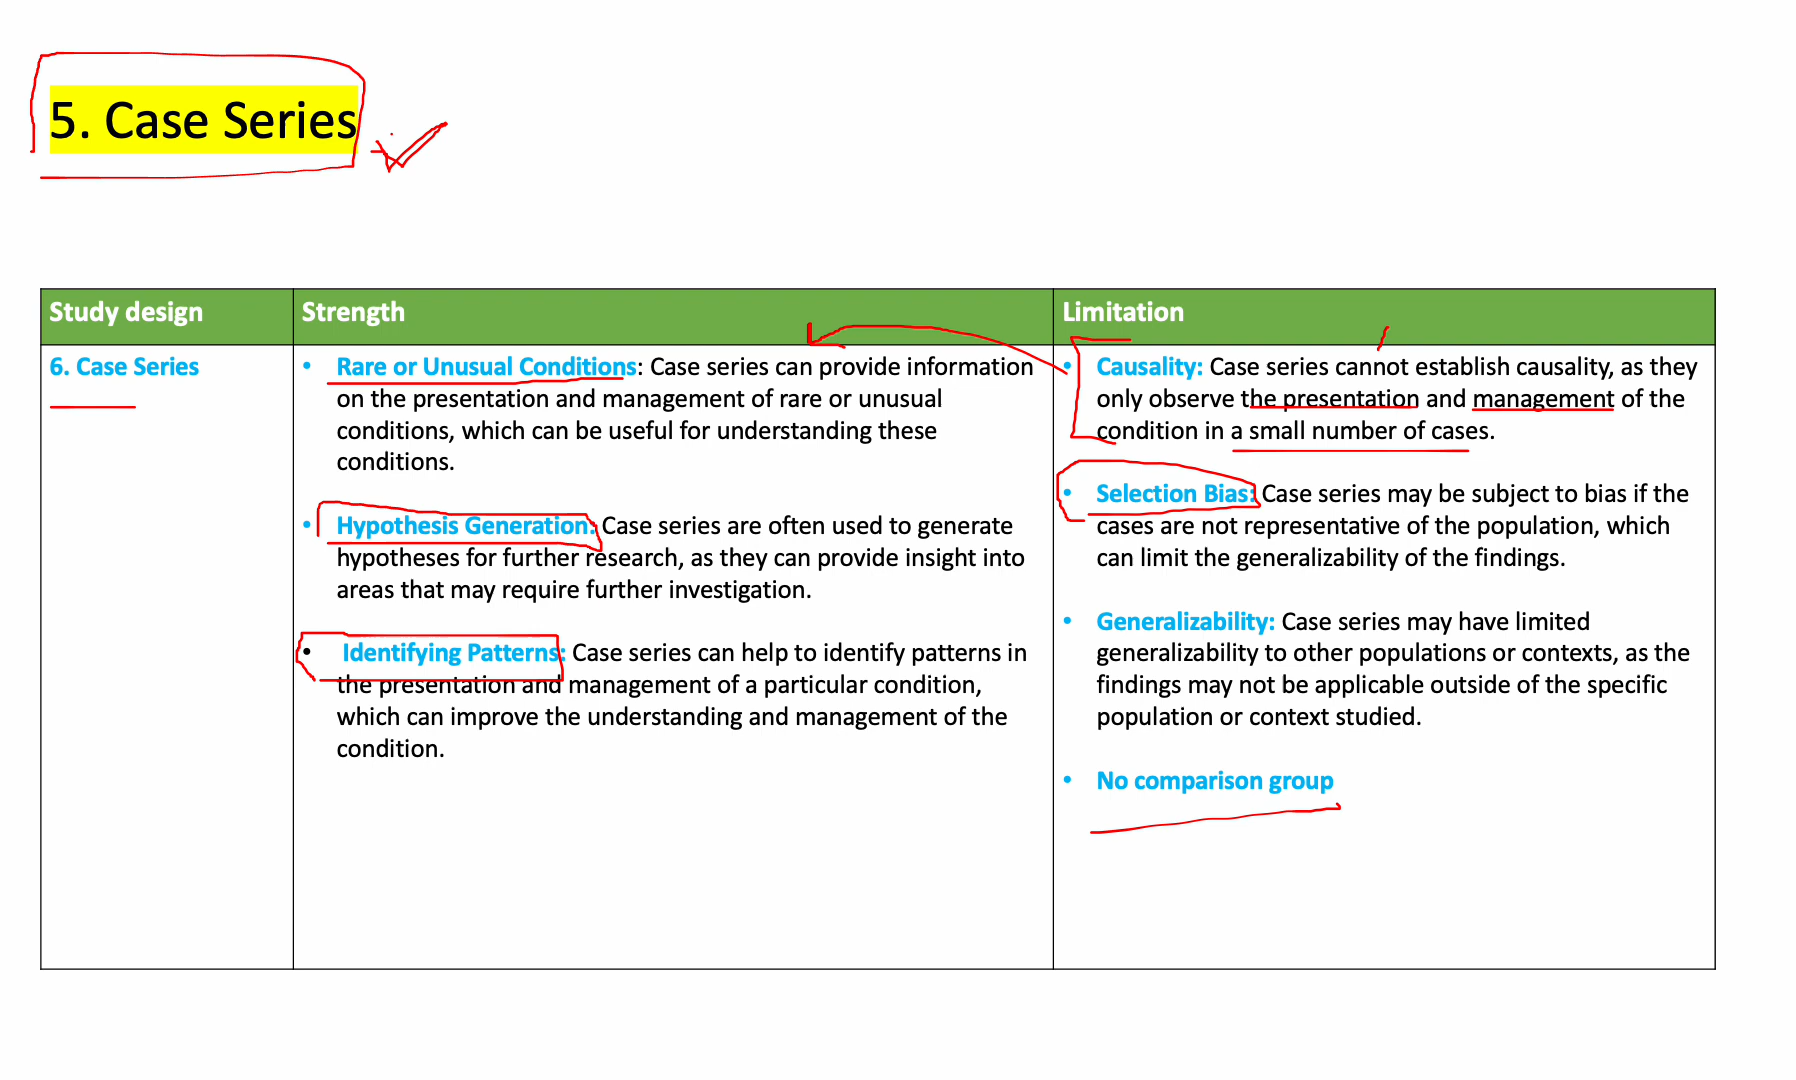 5. Case Series
Study design
Strength
Limitation
6. Case Series
• Rare or Unusual Conditions: Case series can provide information
on the presentation and management of rare or unusual
conditions, which can be useful for understanding these
conditions.
• Hypothesis Generation: Case series are often used to generate
hypotheses for further research, as they can provide insight into
areas that may require further investigation.
• Identifying Patterns: Case series can help to identify patterns in
the presentation and management of a particular condition,
which can improve the understanding and management of the
condition.
• Causality: Case series cannot establish causality, as they
only observe the presentation and management of the
condition in a small number of cases.
• Selection Bias: Case series may be subject to bias if the
cases are not representative of the population, which
can limit the generalizability of the findings.
• Generalizability: Case series may have limited
generalizability to other populations or contexts, as the
findings may not be applicable outside of the specific
population or context studied.
• No comparison group